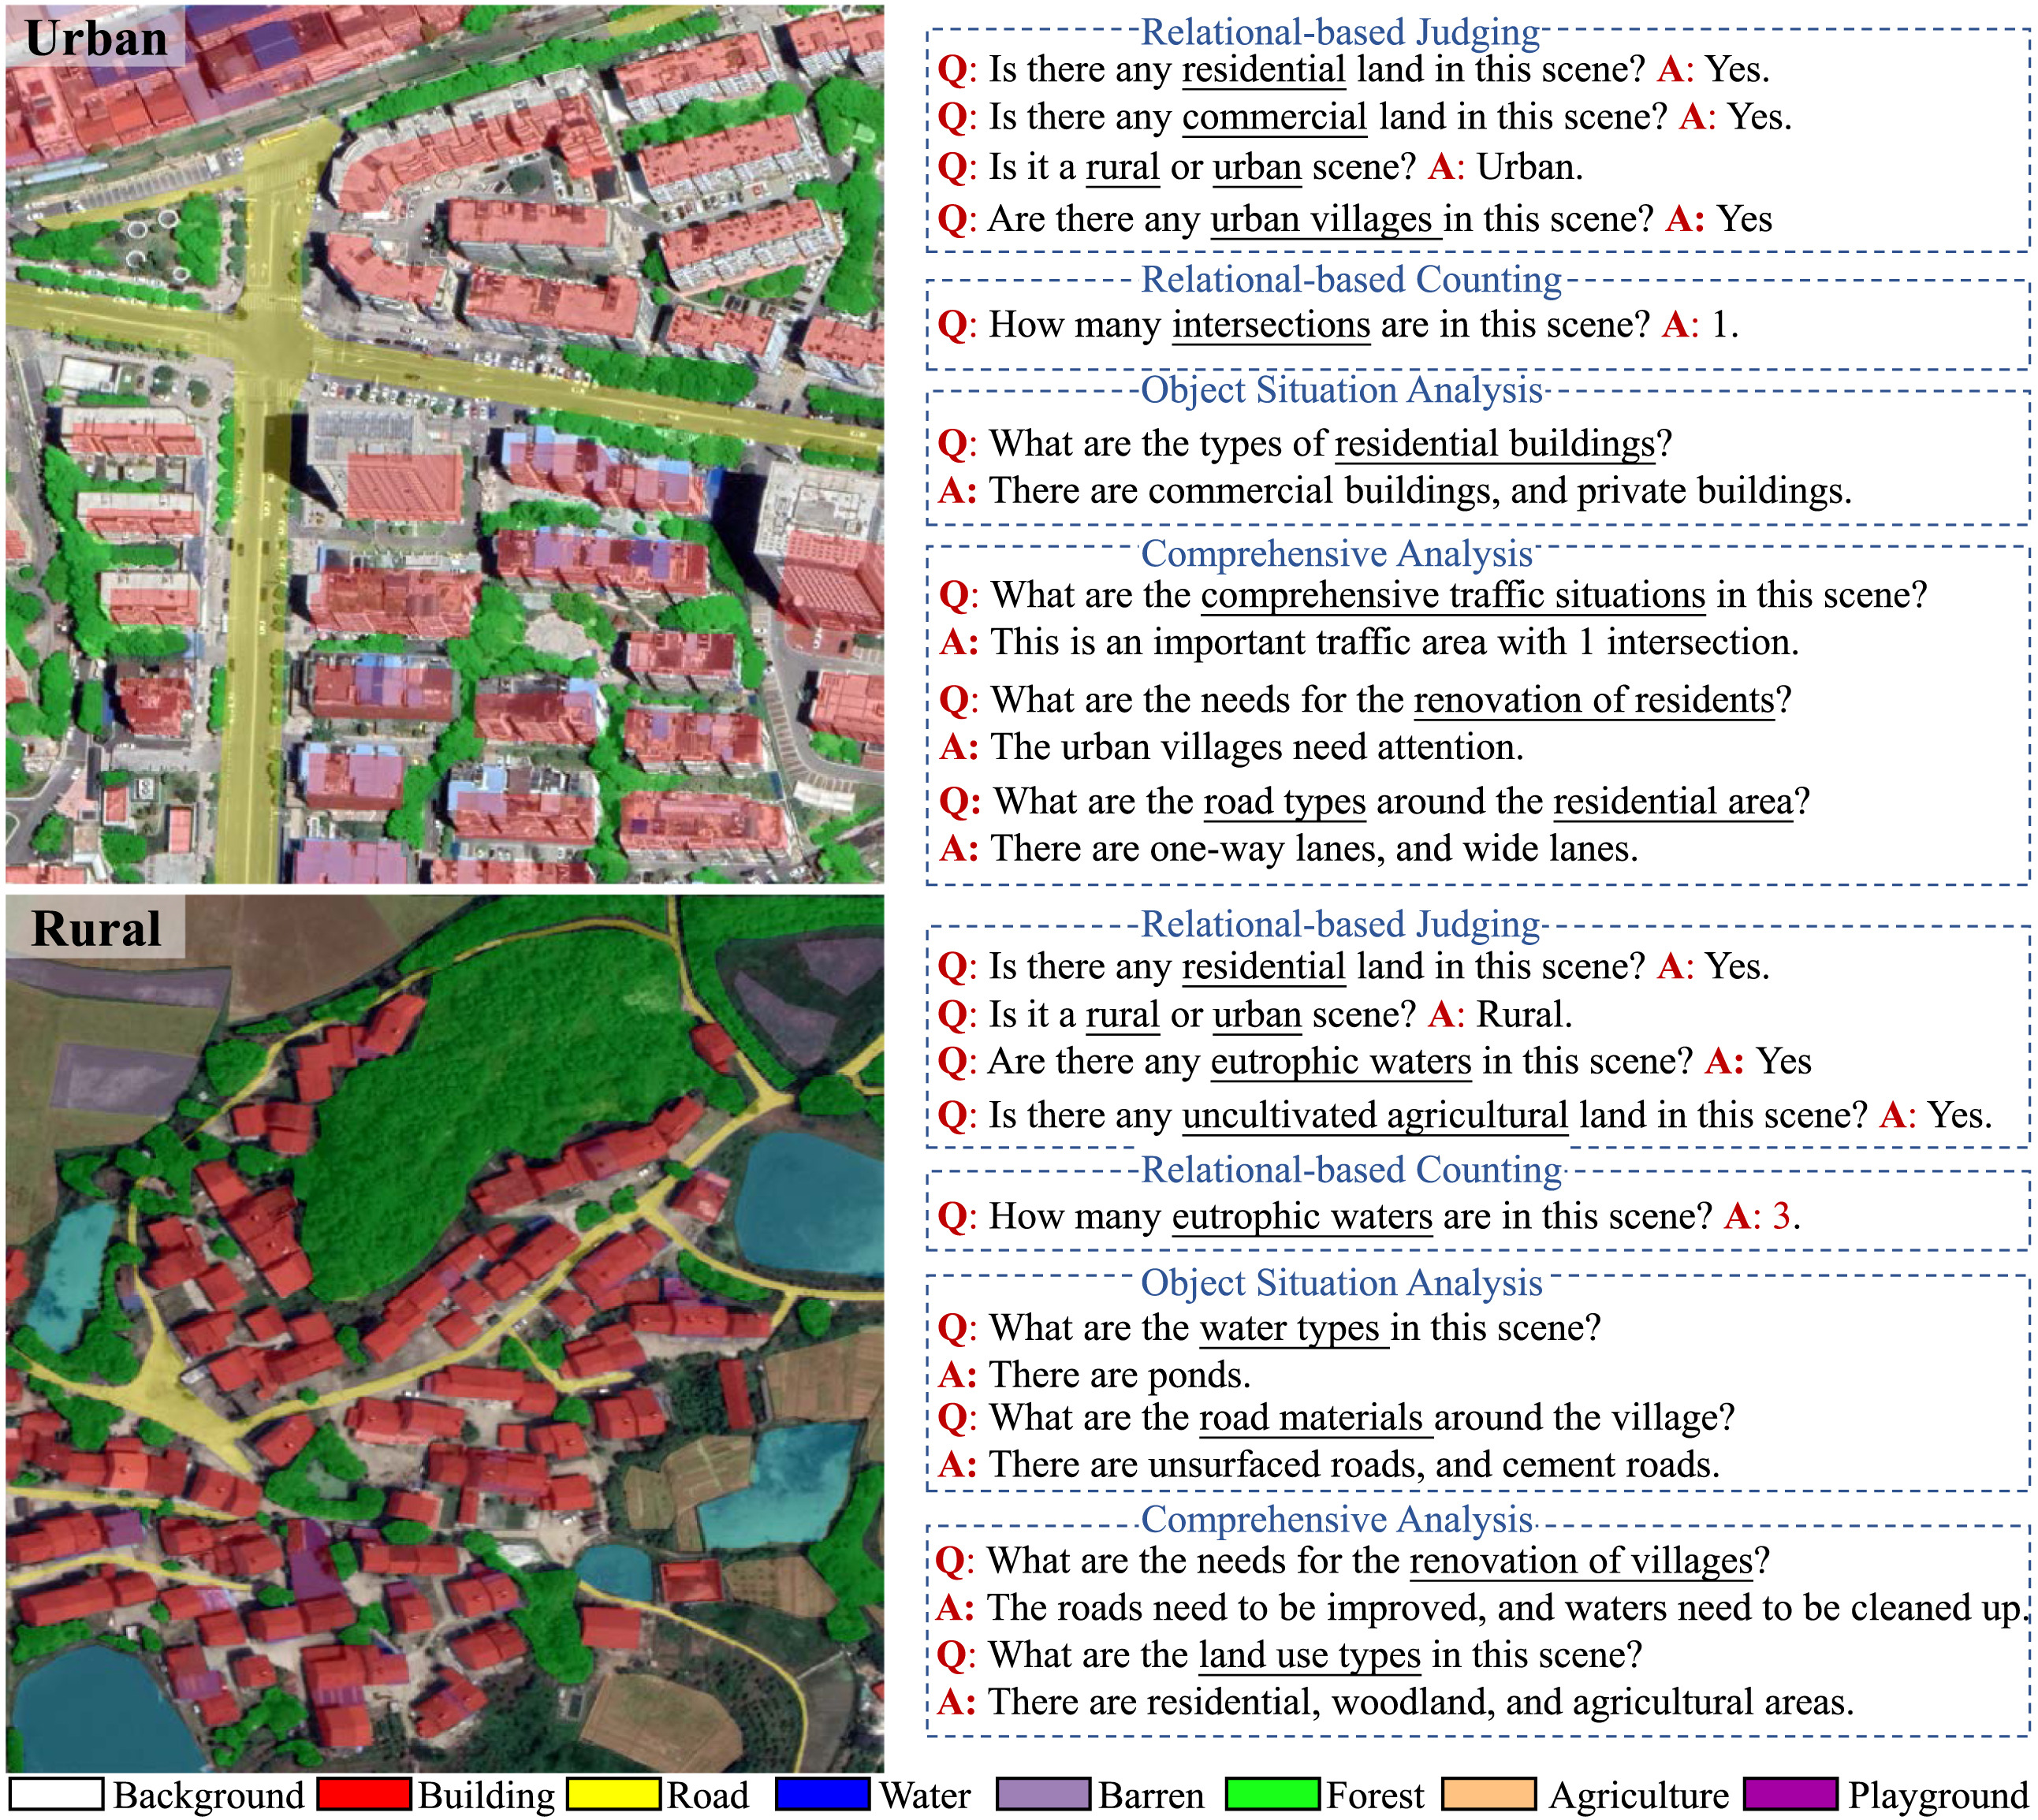 Urban
Relational-based Judging
Q: Is there any residential land in this scene? A: Yes.
Q: Is there any commercial land in this scene? A: Yes.
Q: Is it a rural or urban scene? A: Urban.
Q: Are there any urban villages in this scene? A: Yes
Relational-based Counting
Q: How many intersections are in this scene? A: 1.
Object Situation Analysis
Q: What are the types of residential buildings?
A: There are commercial buildings, and private buildings.
Comprehensive Analysis
Q: What are the comprehensive traffic situations in this scene?
A: This is an important traffic area with 1 intersection.
Q: What are the needs for the renovation of residents?
A: The urban villages need attention.
Q: What are the road types around the residential area?
A: There are one-way lanes, and wide lanes.
Rural
Relational-based Judging
Q: Is there any residential land in this scene? A: Yes.
Q: Is it a rural or urban scene? A: Rural.
Q: Are there any eutrophic waters in this scene? A: Yes
Q: Is there any uncultivated agricultural land in this scene? A: Yes.
Relational-based Counting
Q: How many eutrophic waters are in this scene? A: 3.
Object Situation Analysis
Q: What are the water types in this scene?
A: There are ponds.
Q: What are the road materials around the village?
A: There are unsurfaced roads, and cement roads.
Comprehensive Analysis
Q: What are the needs for the renovation of villages?
A: The roads need to be improved, and waters need to be cleaned up.
Q: What are the land use types in this scene?
A: There are residential, woodland, and agricultural areas.
Background Building Road Water Barren Forest Agriculture Playground